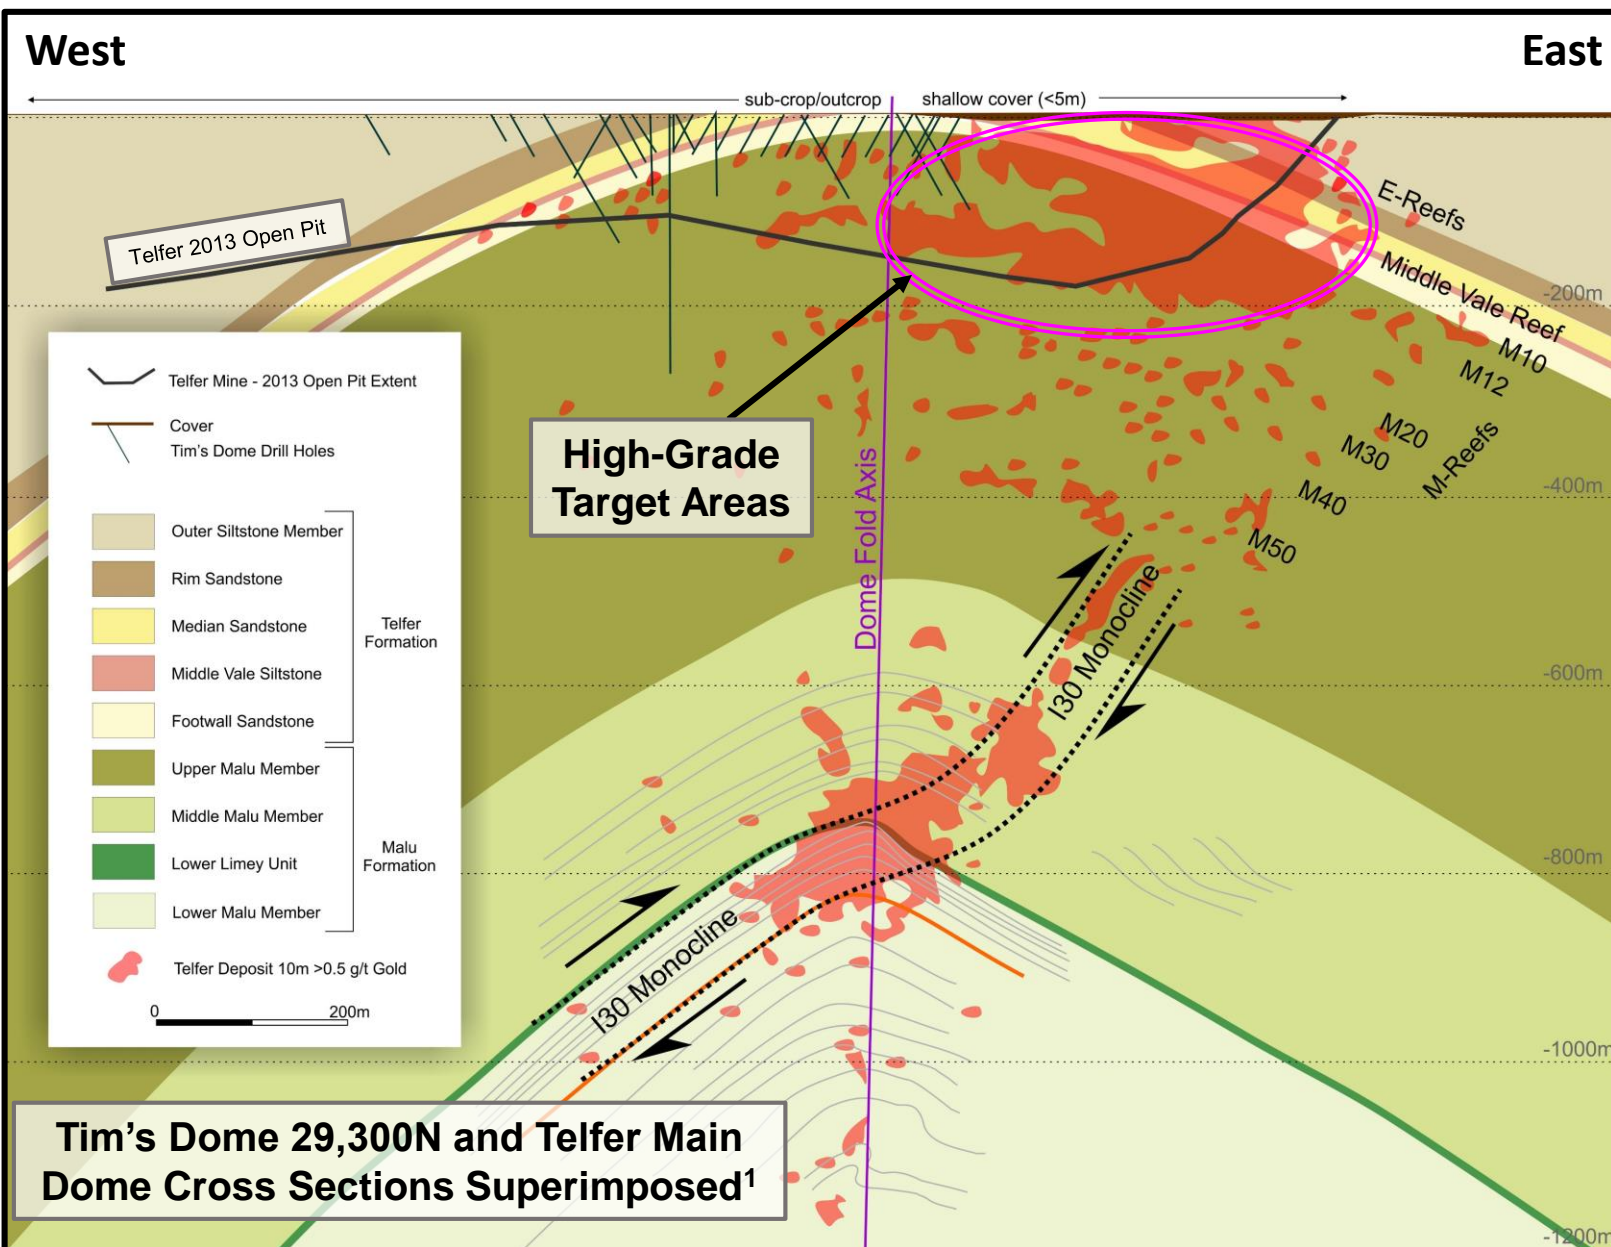 West
East
sub-crop/outcrop
shallow cover (<5m)
Telfer 2013 Open Pit
E-Reefs
Middle Vale Reef
-200m
M10
M12
M20
M30
M-Reefs
M40
M50
-400m
High-Grade
Target Areas
Dome Fold Axis
I30 Monocline
-600m
-800m
I30 Monocline
-1000m
-1200m
Telfer Mine - 2013 Open Pit Extent
Cover
Tim's Dome Drill Holes
Outer Siltstone Member
Rim Sandstone
Median Sandstone
Middle Vale Siltstone
Footwall Sandstone
Telfer
Formation
Upper Malu Member
Middle Malu Member
Lower Limey Unit
Lower Malu Member
Malu
Formation
Telfer Deposit 10m >0.5 g/t Gold
0
200m
Tim's Dome 29,300N and Telfer Main
Dome Cross Sections Superimposed¹